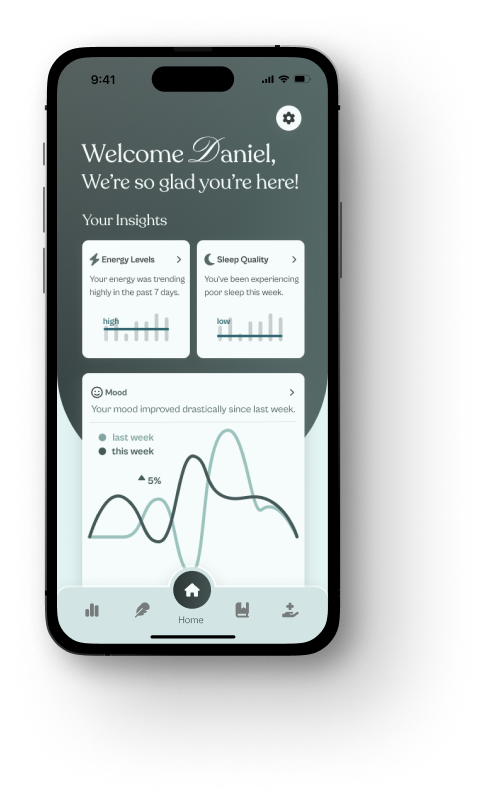 9:41
Welcome Daniel,
We're so glad you're here!
Your Insights
Energy Levels
Your energy was trending
highly in the past 7 days.
high
Sleep Quality
You've been experiencing
poor sleep this week.
low
Mood
Your mood improved drastically since last week.
last week
this week
5%
Home